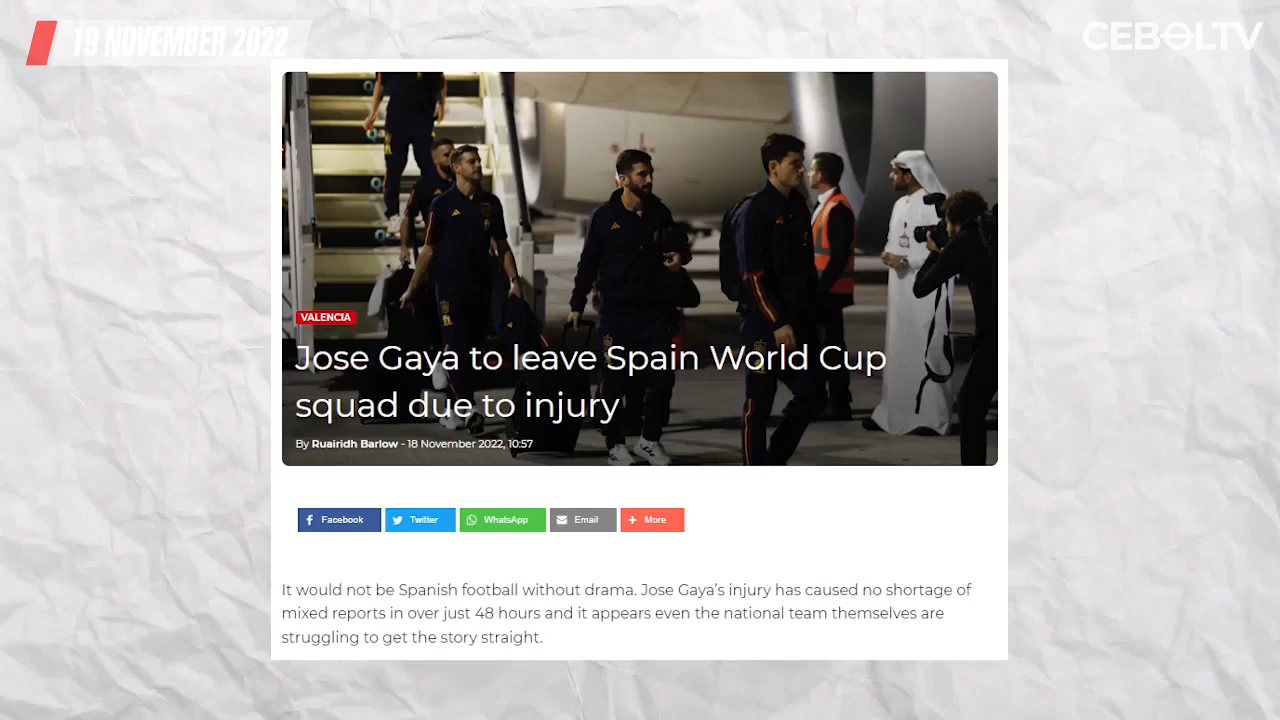 19 NOVEMBER 2022
CEBOLTV
VALENCIA
Jose Gaya to leave Spain World Cup
squad due to injury
By Ruairidh Barlow - 18 November 2022, 10:57
Facebook
Twitter
WhatsApp
Email
More
It would not be Spanish football without drama. Jose Gaya's injury has caused no shortage of
mixed reports in over just 48 hours and it appears even the national team themselves are
struggling to get the story straight.